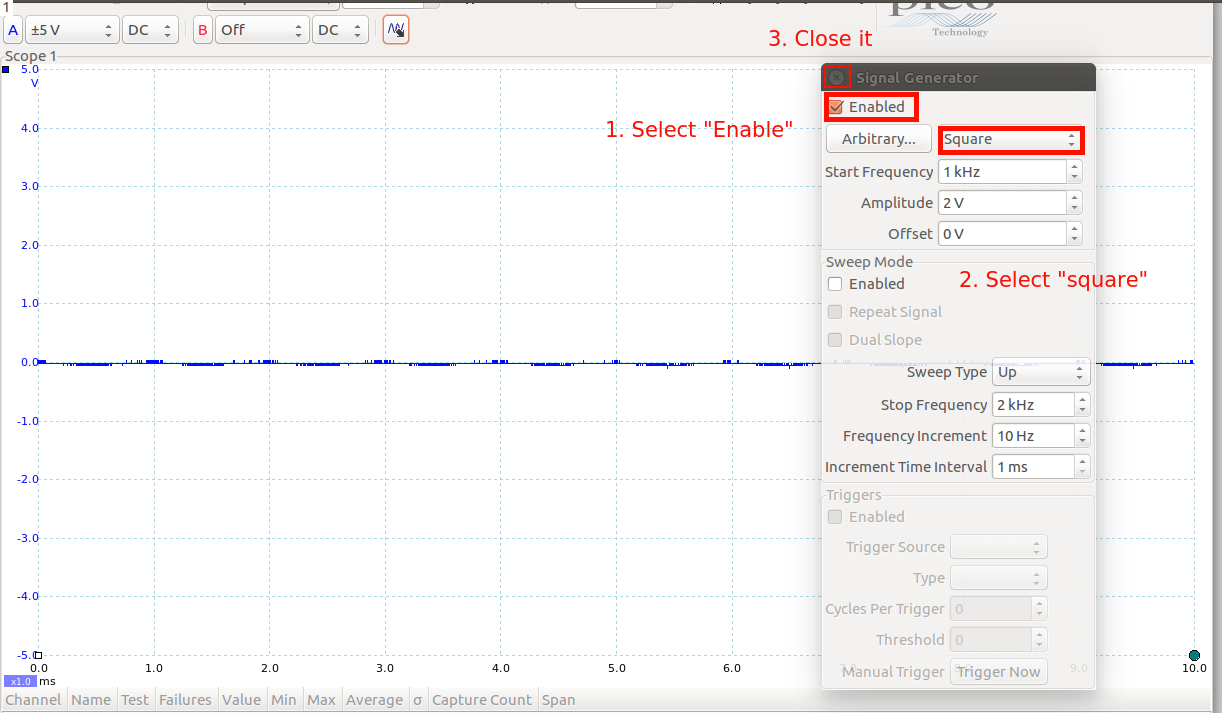 1
pico
Technology
A ±5 V DC B Off DC
3. Close it
Scope 1
Signal Generator
Enabled
1. Select "Enable"
Arbitrary... Square
Start Frequency 1 kHz
Amplitude 2 V
Offset 0 V
Sweep Mode
Enabled
2. Select "square"
Repeat Signal
Dual Slope
Sweep Type Up
Stop Frequency 2 kHz
Frequency Increment 10 Hz
Increment Time Interval 1 ms
Triggers
Enabled
Trigger Source
Type
Cycles Per Trigger 0
Threshold 0
Manual Trigger Trigger Now
5.0
V
4.0
3.0
2.0
1.0
0.0
-1.0
-2.0
-3.0
-4.0
-5.0
0.0 1.0 2.0 3.0 4.0 5.0 6.0 7.0 8.0 9.0 10.0
x1.0 ms
Channel Name Test Failures Value Min Max Average σ Capture Count Span